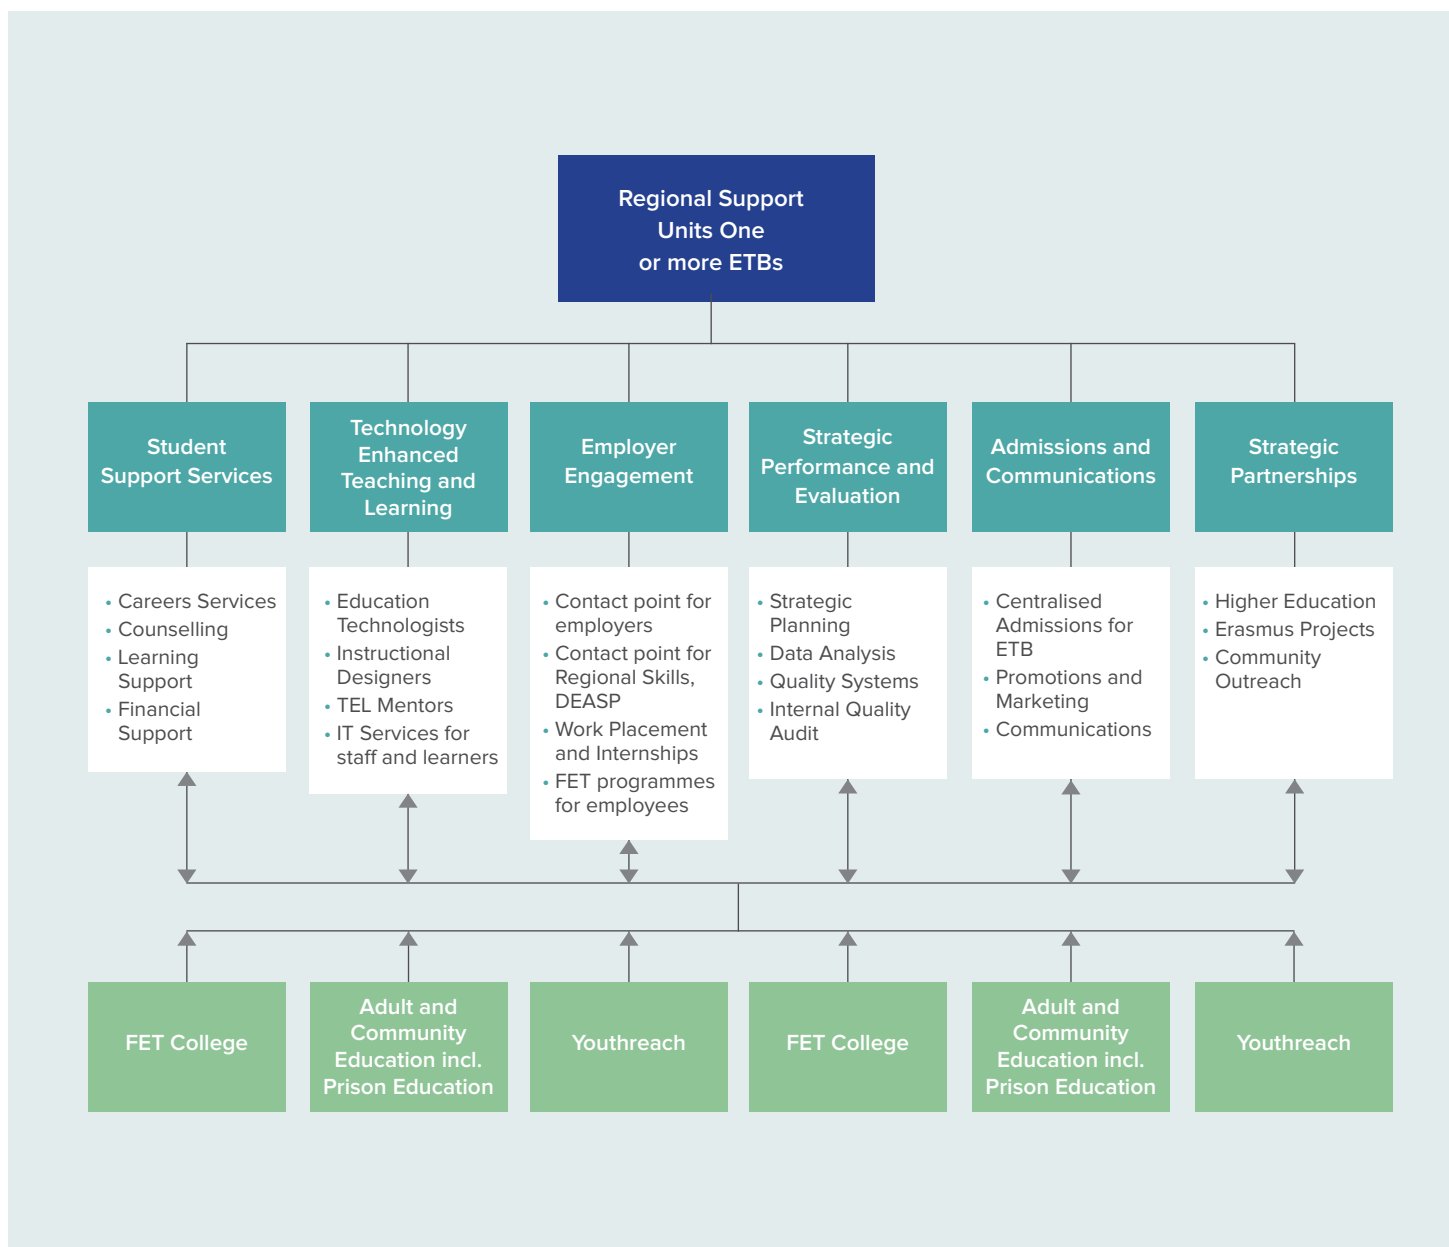 Regional Support
Units One
or more ETBs
Student
Support Services
Technology
Enhanced
Teaching and
Learning
Employer
Engagement
Strategic
Performance and
Evaluation
Admissions and
Communications
Strategic
Partnerships
• Careers Services
• Counselling
• Learning
Support
• Financial
Support
• Education
Technologists
• Instructional
Designers
• TEL Mentors
• IT Services for
staff and learners
• Contact point for
employers
• Contact point for
Regional Skills,
DEASP
• Work Placement
and Internships
• FET programmes
for employees
• Strategic
Planning
• Data Analysis
• Quality Systems
• Internal Quality
Audit
• Centralised
Admissions for
ETB
• Promotions and
Marketing
• Communications
• Higher Education
• Erasmus Projects
• Community
Outreach
FET College
Adult and
Community
Education incl.
Prison Education
Youthreach
FET College
Adult and
Community
Education incl.
Prison Education
Youthreach